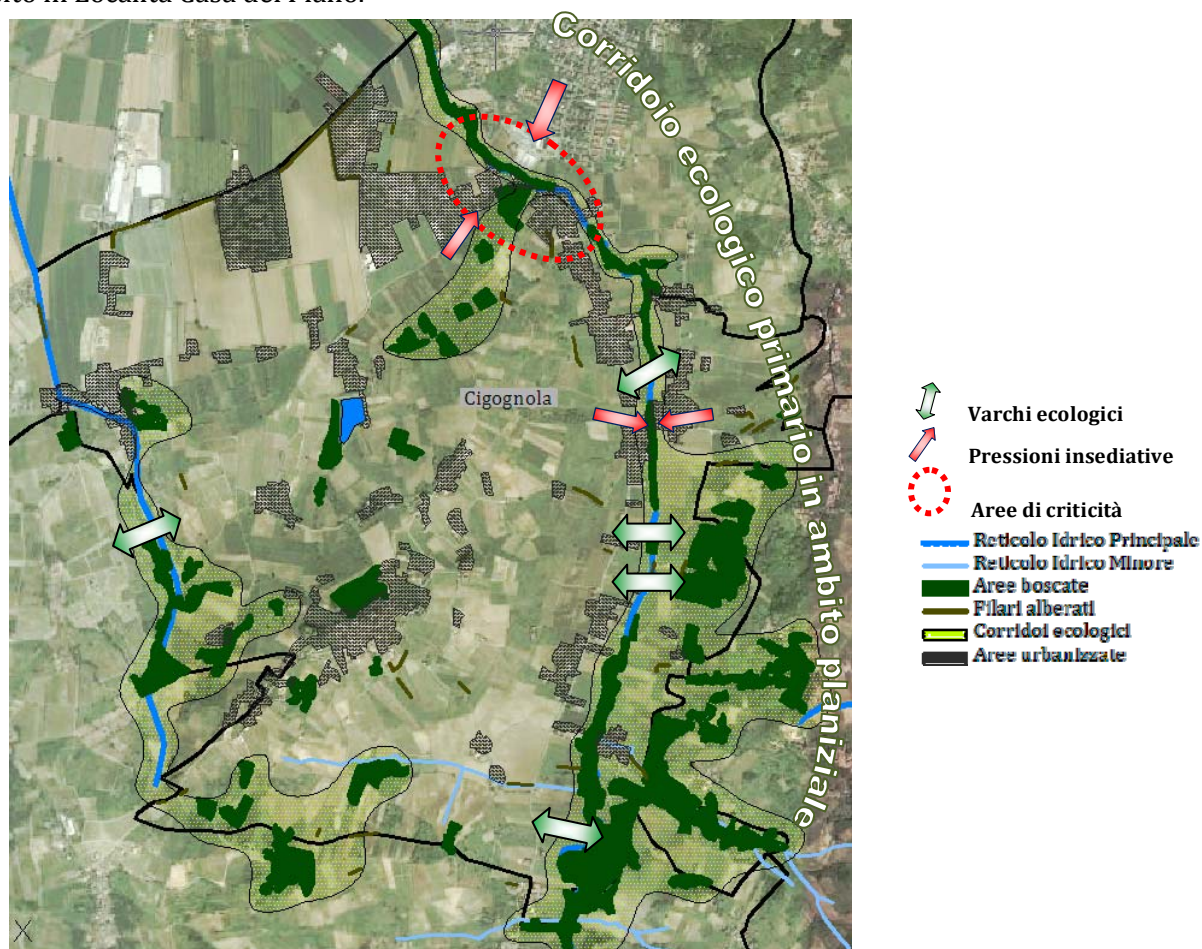 Corridoio ecologico primario in ambito planiziale
Cigognola
Varchi ecologici
Pressioni insediative
Aree di criticità
Reticolo Idrico Principale
Reticolo Idrico Minore
Aree boscate
Filari alberati
Corridoi ecologici
Aree urbanizzate
X